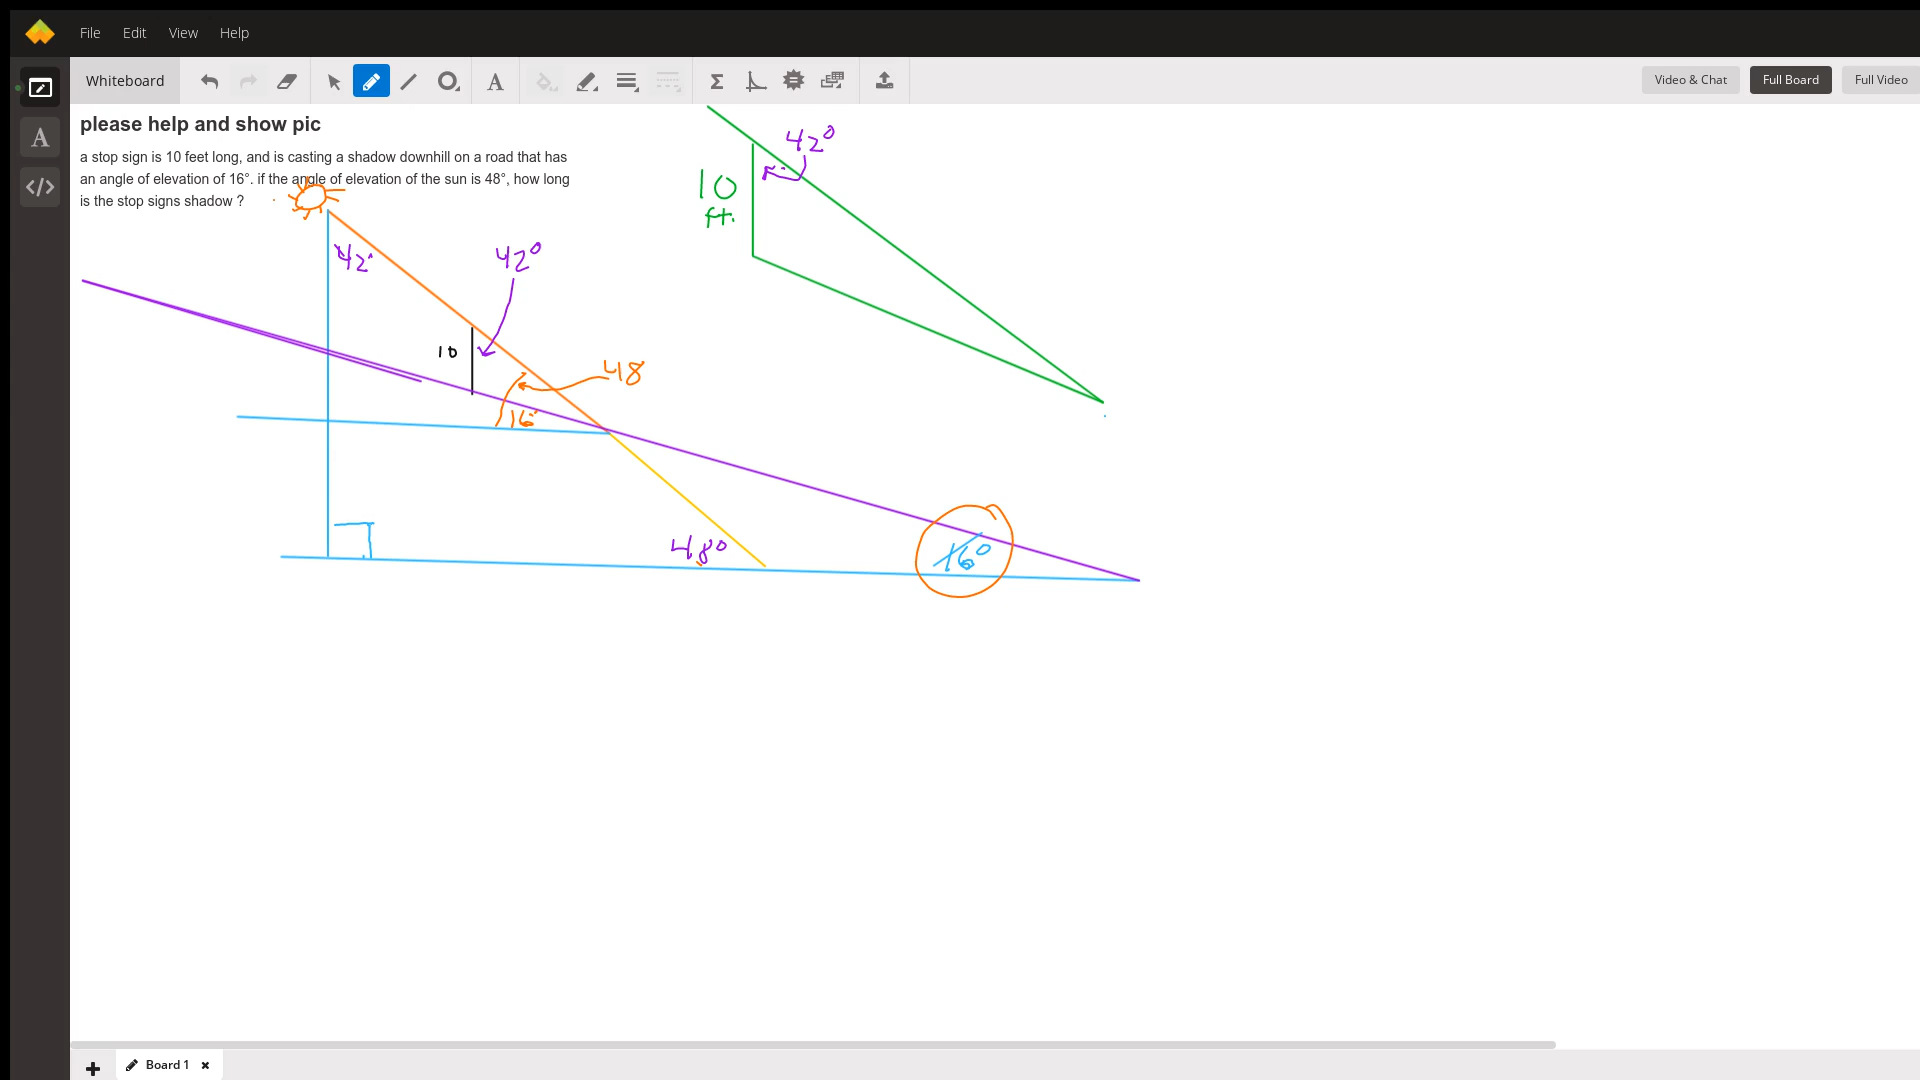 File Edit View Help
Whiteboard
A
Σ
Video & Chat Full Board Full Video
A
</>
please help and show pic
a stop sign is 10 feet long, and is casting a shadow downhill on a road that has
an angle of elevation of 16°. if the angle of elevation of the sun is 48°, how long
is the stop signs shadow ?
42°
10
ft.
42°
42°
10
48
16°
48°
16°
Board 1